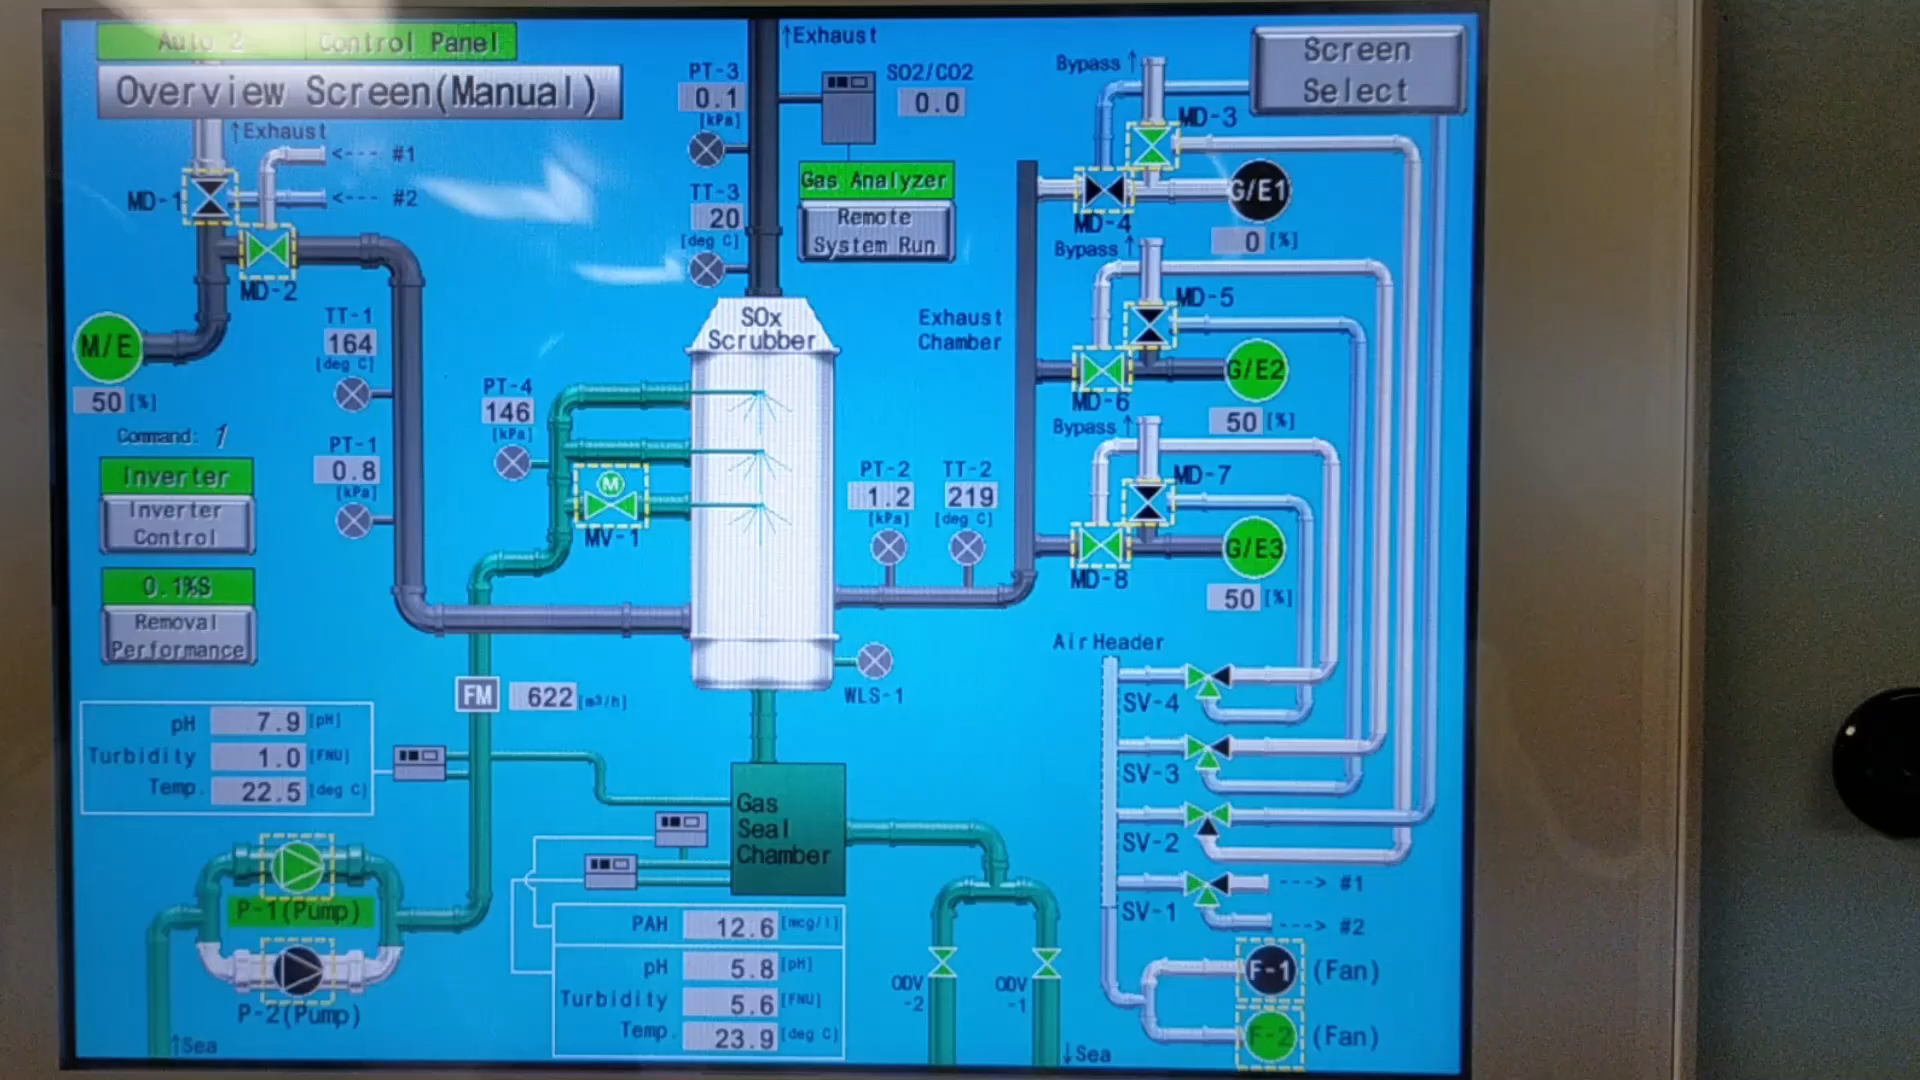 Auto 2 Control Panel
Overview Screen(Manual)
↑Exhaust
<--- #1
<--- #2
MD-1
MD-2
M/E
50 [%]
Command: 1
Inverter
Inverter
Control
0.1%S
Removal
Performance
TT-1
164
[deg C]
PT-1
0.8
[kPa]
PT-4
146
[kPa]
M
MV-1
FM 622 [m3/h]
pH 7.9 [pH]
Turbidity 1.0 [FNU]
Temp. 22.5 [deg C]
P-1(Pump)
P-2(Pump)
↑Sea
↑Exhaust
PT-3
0.1
[kPa]
TT-3
20
[deg C]
SO2/CO2
0.0
Gas Analyzer
Remote
System Run
SOx
Scrubber
PT-2
1.2
[kPa]
TT-2
219
[deg C]
WLS-1
Gas
Seal
Chamber
PAH 12.6 [mcg/l]
pH 5.8 [pH]
Turbidity 5.6 [FNU]
Temp. 23.9 [deg C]
ODV
-2
ODV
-1
↓Sea
Exhaust
Chamber
Screen
Select
Bypass ↑
MD-3
MD-4
G/E1
0 [%]
Bypass ↑
MD-5
MD-6
G/E2
50 [%]
Bypass ↑
MD-7
MD-8
G/E3
50 [%]
Air Header
SV-4
SV-3
SV-2
SV-1
---> #1
---> #2
F-1 (Fan)
F-2 (Fan)